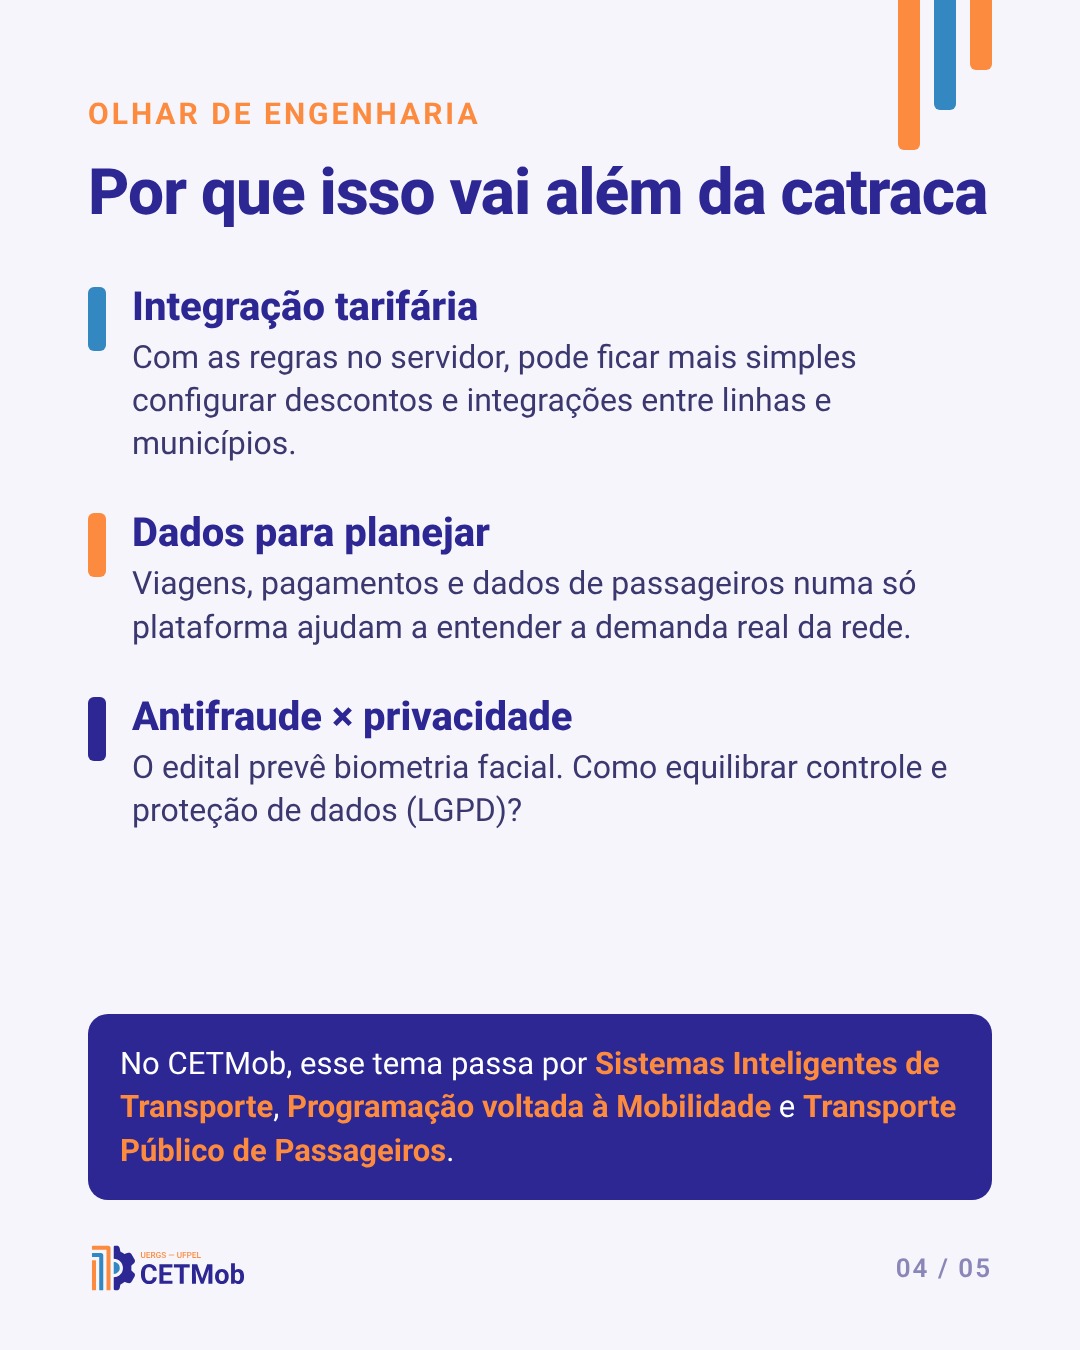 OLHAR DE ENGENHARIA
Por que isso vai além da catraca
Integração tarifária
Com as regras no servidor, pode ficar mais simples
configurar descontos e integrações entre linhas e
municípios.
Dados para planejar
Viagens, pagamentos e dados de passageiros numa só
plataforma ajudam a entender a demanda real da rede.
Antifraude × privacidade
O edital prevê biometria facial. Como equilibrar controle e
proteção de dados (LGPD)?
No CETMob, esse tema passa por Sistemas Inteligentes de
Transporte, Programação voltada à Mobilidade e Transporte
Público de Passageiros.
UERGS — UFPEL
CETMob
04 / 05